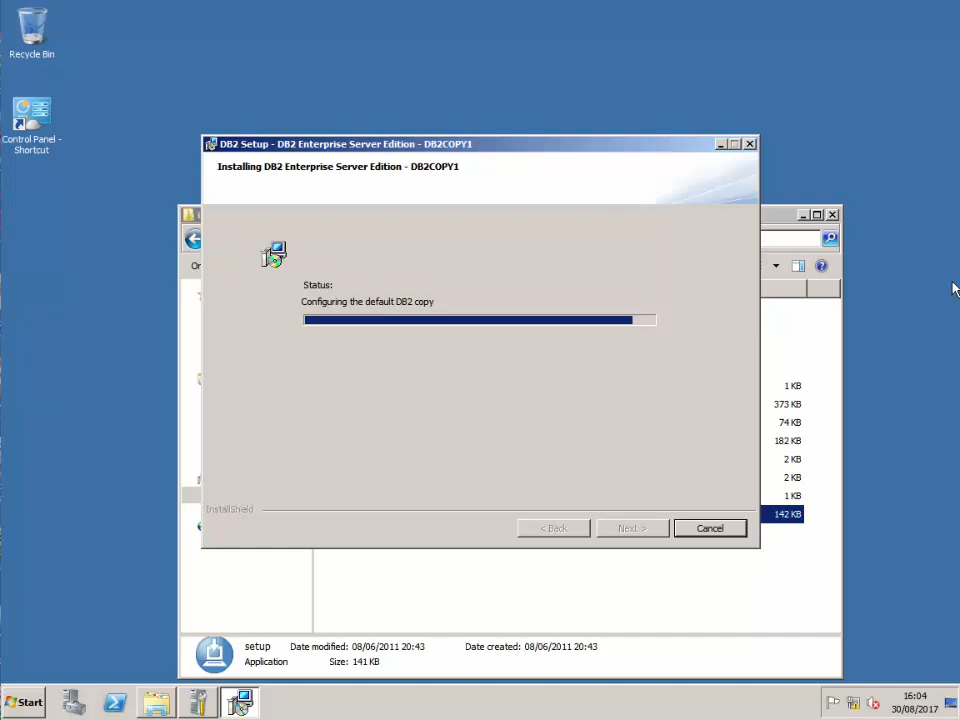 Recycle Bin
Control Panel -
Shortcut
DB2 Setup - DB2 Enterprise Server Edition - DB2COPY1
Installing DB2 Enterprise Server Edition - DB2COPY1
Or
Status:
Configuring the default DB2 copy
1 KB
373 KB
74 KB
182 KB
2 KB
2 KB
1 KB
142 KB
InstallShield
< Back
Next >
Cancel
setup
Date modified: 08/06/2011 20:43
Date created: 08/06/2011 20:43
Application
Size: 141 KB
Start
16:04
30/08/2017